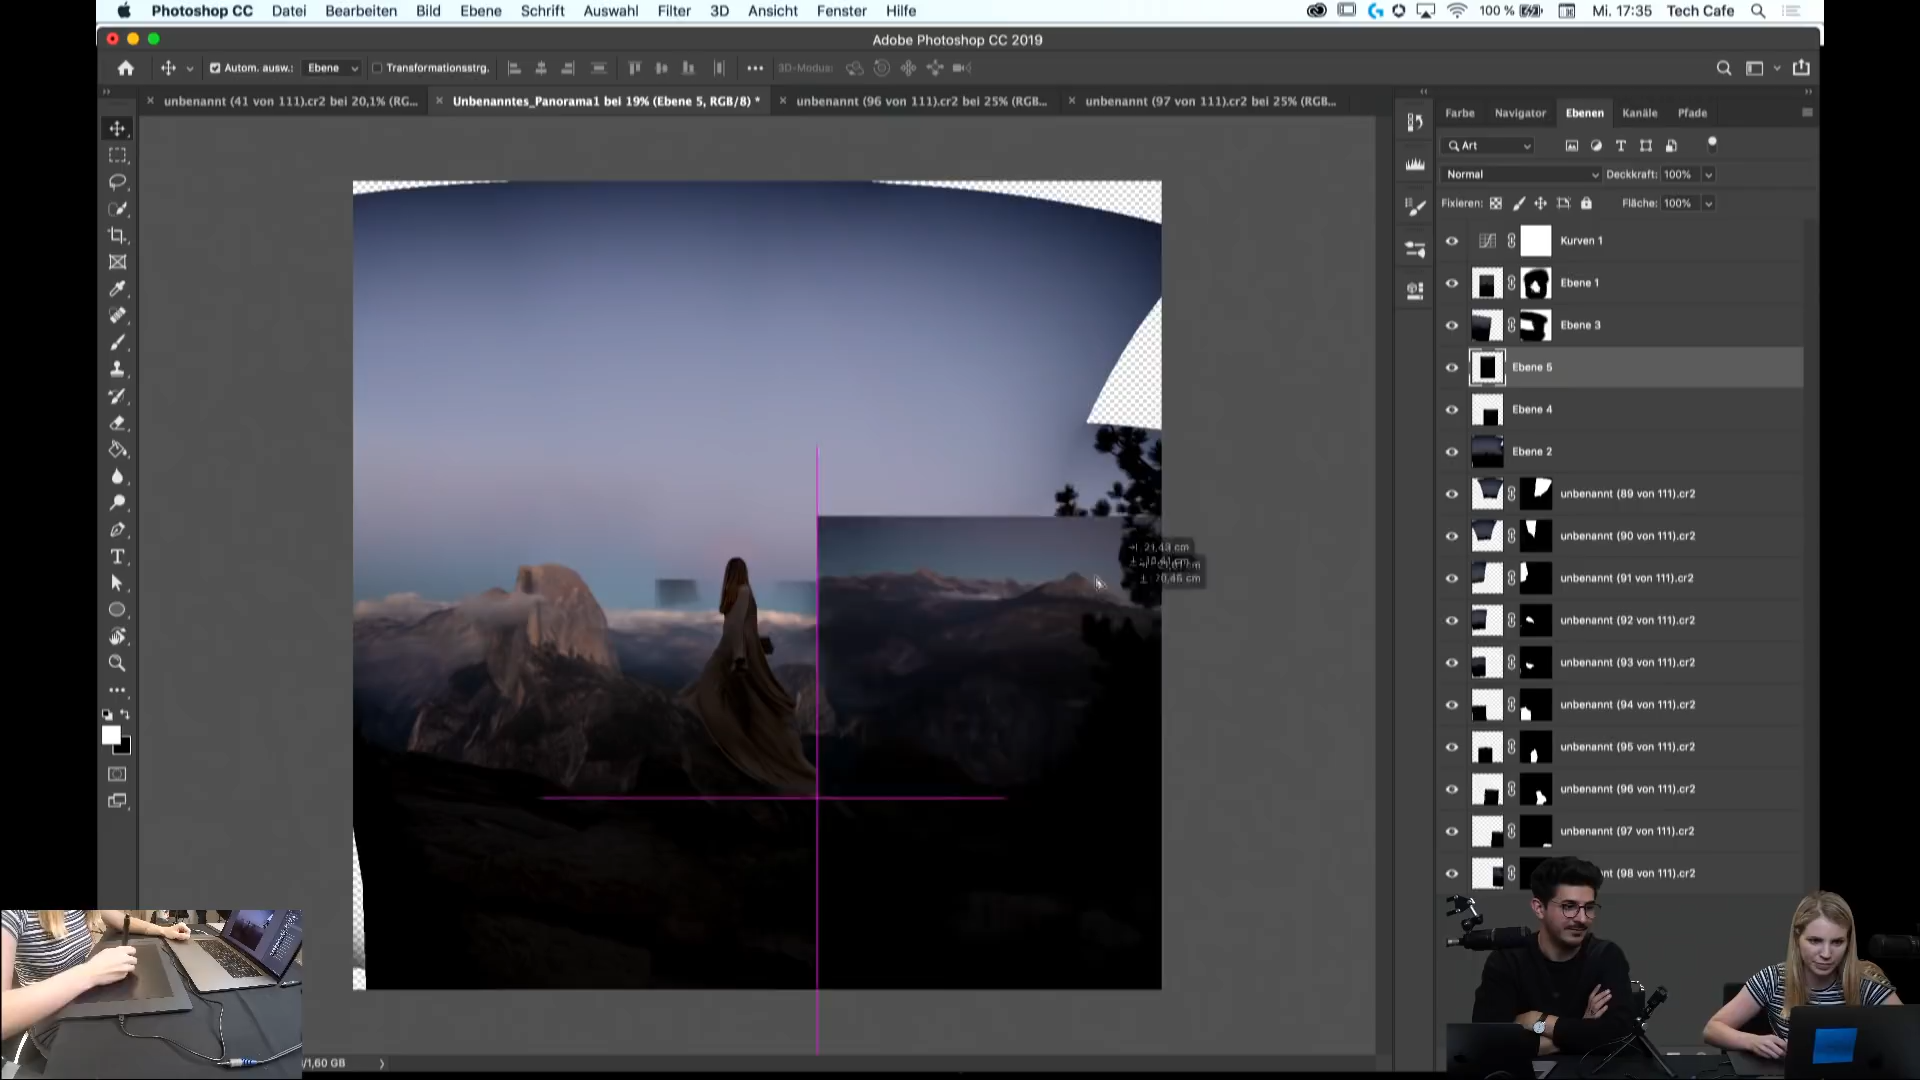 Photoshop CC Datei Bearbeiten Bild Ebene Schrift Auswahl Filter 3D Ansicht Fenster Hilfe 100 % Mi. 17:35 Tech Cafe
Adobe Photoshop CC 2019
Autom. ausw.: Ebene Transformationsstrg. 3D-Modus:
unbenannt (41 von 111).cr2 bei 20,1% (RG... Unbenanntes_Panorama1 bei 19% (Ebene 5, RGB/8) * unbenannt (96 von 111).cr2 bei 25% (RGB... unbenannt (97 von 111).cr2 bei 25% (RGB...
Farbe Navigator Ebenen Kanäle Pfade
Art
Normal Deckkraft: 100%
Fixieren: Fläche: 100%
Kurven 1
Ebene 1
Ebene 3
Ebene 5
Ebene 4
Ebene 2
unbenannt (89 von 111).cr2
unbenannt (90 von 111).cr2
unbenannt (91 von 111).cr2
unbenannt (92 von 111).cr2
unbenannt (93 von 111).cr2
unbenannt (94 von 111).cr2
unbenannt (95 von 111).cr2
unbenannt (96 von 111).cr2
unbenannt (97 von 111).cr2
nt (98 von 111).cr2
/1,60 GB